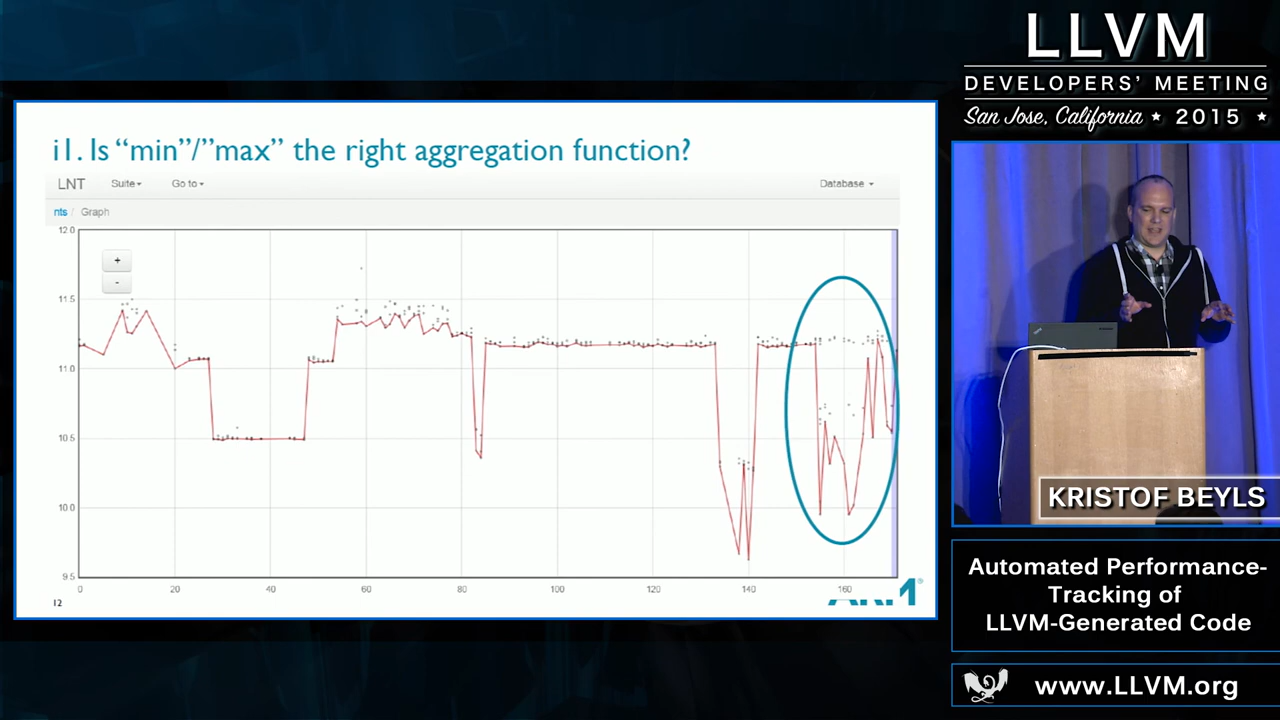 i1. Is “min”/”max” the right aggregation function?
LNT Suite Go to Database
nts / Graph
12.0
11.5
11.0
10.5
10.0
9.5
+
-
0 20 40 60 80 100 120 140 160
12
LLVM
DEVELOPERS’ MEETING
San Jose, California ★ 2015 ★
KRISTOF BEYLS
Automated Performance-
Tracking of
LLVM-Generated Code
www.LLVM.org